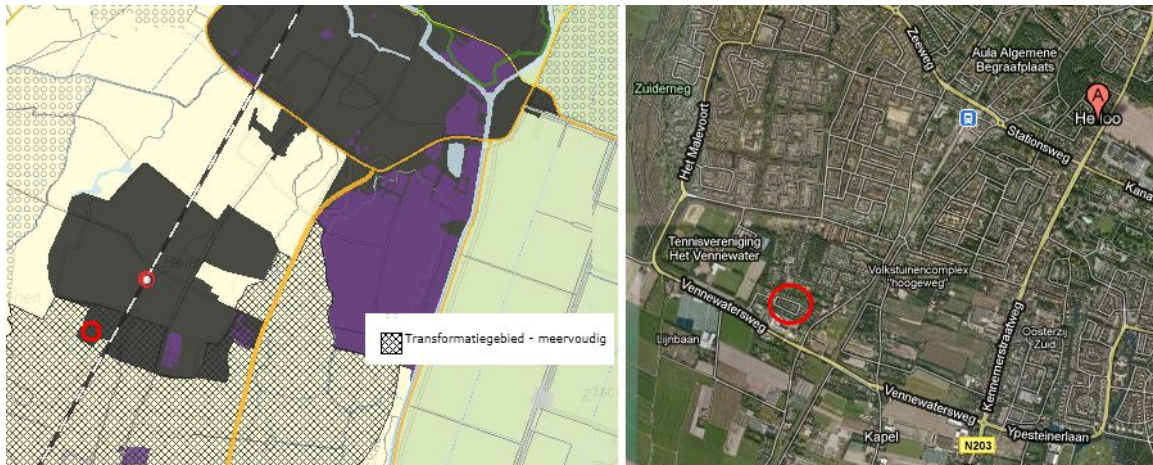 Transformatiegebied - meervoudig
Zeeweg
Aula Algemene
Begraafplaats
Zuiderneg
A
Heiloo
Stationsweg
Het Malevoort
Kana
Tennisvereniging
Het Vennewater
Volkstuinencomplex
"hoogeweg"
Vennewatersweg
Lijnbaan
Oosterzij
Zuid
Kennemerstraatweg
Vennewatersweg
Kapel
Ypesteinerlaan
N203